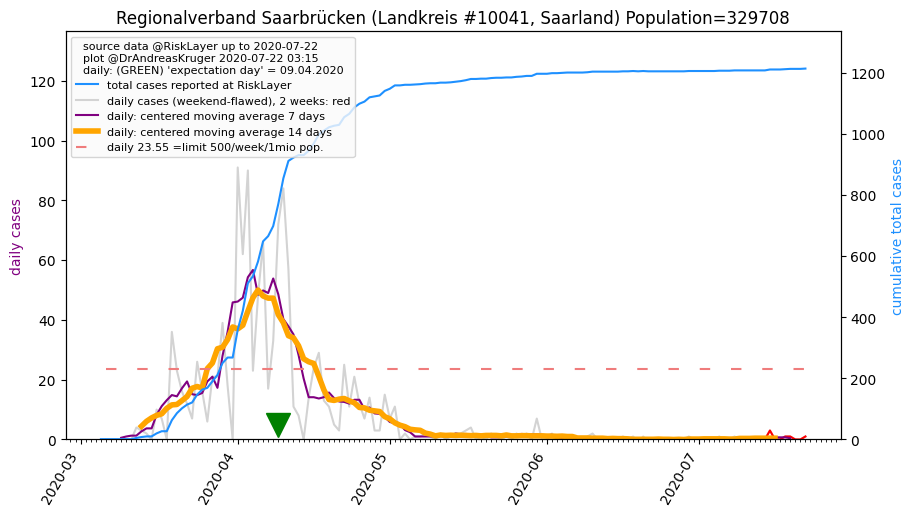 Regionalverband Saarbrücken (Landkreis #10041, Saarland) Population=329708
source data @RiskLayer up to 2020-07-22
plot @DrAndreasKruger 2020-07-22 03:15
daily: (GREEN) 'expectation day' = 09.04.2020
total cases reported at RiskLayer
daily cases (weekend-flawed), 2 weeks: red
daily: centered moving average 7 days
daily: centered moving average 14 days
daily 23.55 =limit 500/week/1mio pop.
daily cases
120
100
80
60
40
20
0
cumulative total cases
1200
1000
800
600
400
200
0
2020-03
2020-04
2020-05
2020-06
2020-07